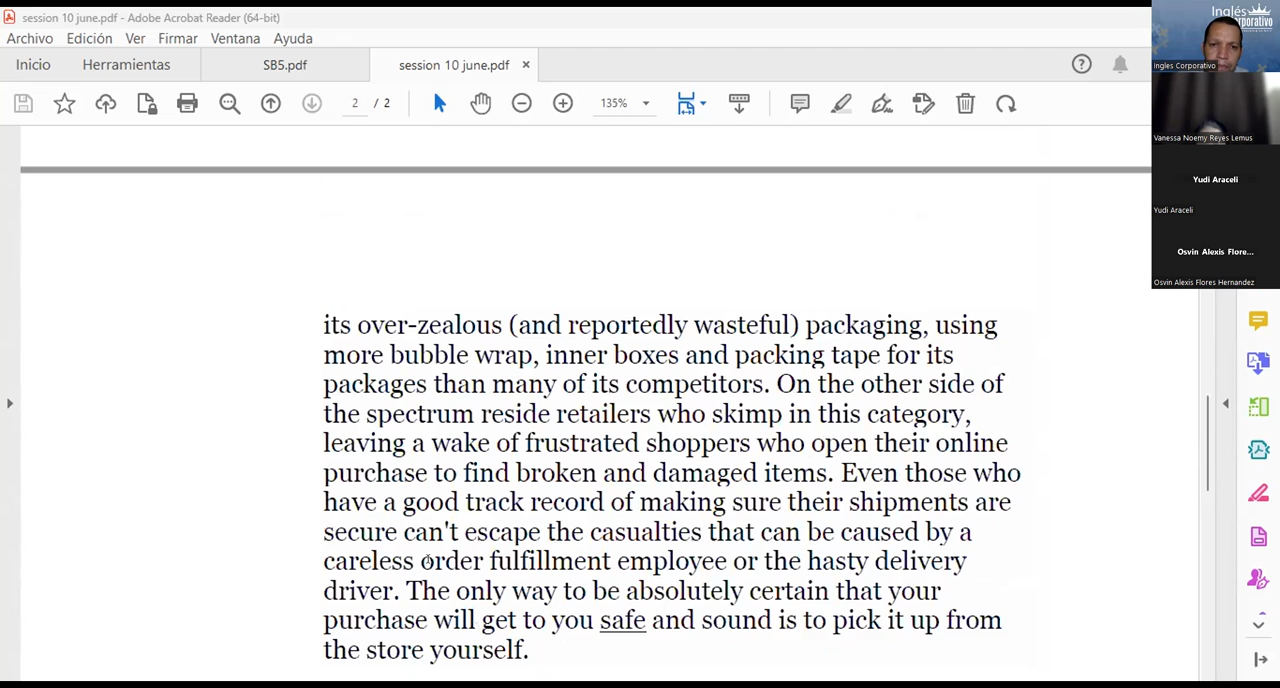 session 10 june.pdf - Adobe Acrobat Reader (64-bit)
Archivo Edición Ver Firmar Ventana Ayuda
Inicio Herramientas SB5.pdf session 10 june.pdf ×
2 / 2 135%
Inglés
Corporativo
Ingles Corporativo
Vanessa Noemy Reyes Lemus
Yudi Araceli
Yudi Araceli
Osvin Alexis Flore...
Osvin Alexis Flores Hernandez
its over-zealous (and reportedly wasteful) packaging, using
more bubble wrap, inner boxes and packing tape for its
packages than many of its competitors. On the other side of
the spectrum reside retailers who skimp in this category,
leaving a wake of frustrated shoppers who open their online
purchase to find broken and damaged items. Even those who
have a good track record of making sure their shipments are
secure can't escape the casualties that can be caused by a
careless order fulfillment employee or the hasty delivery
driver. The only way to be absolutely certain that your
purchase will get to you safe and sound is to pick it up from
the store yourself.